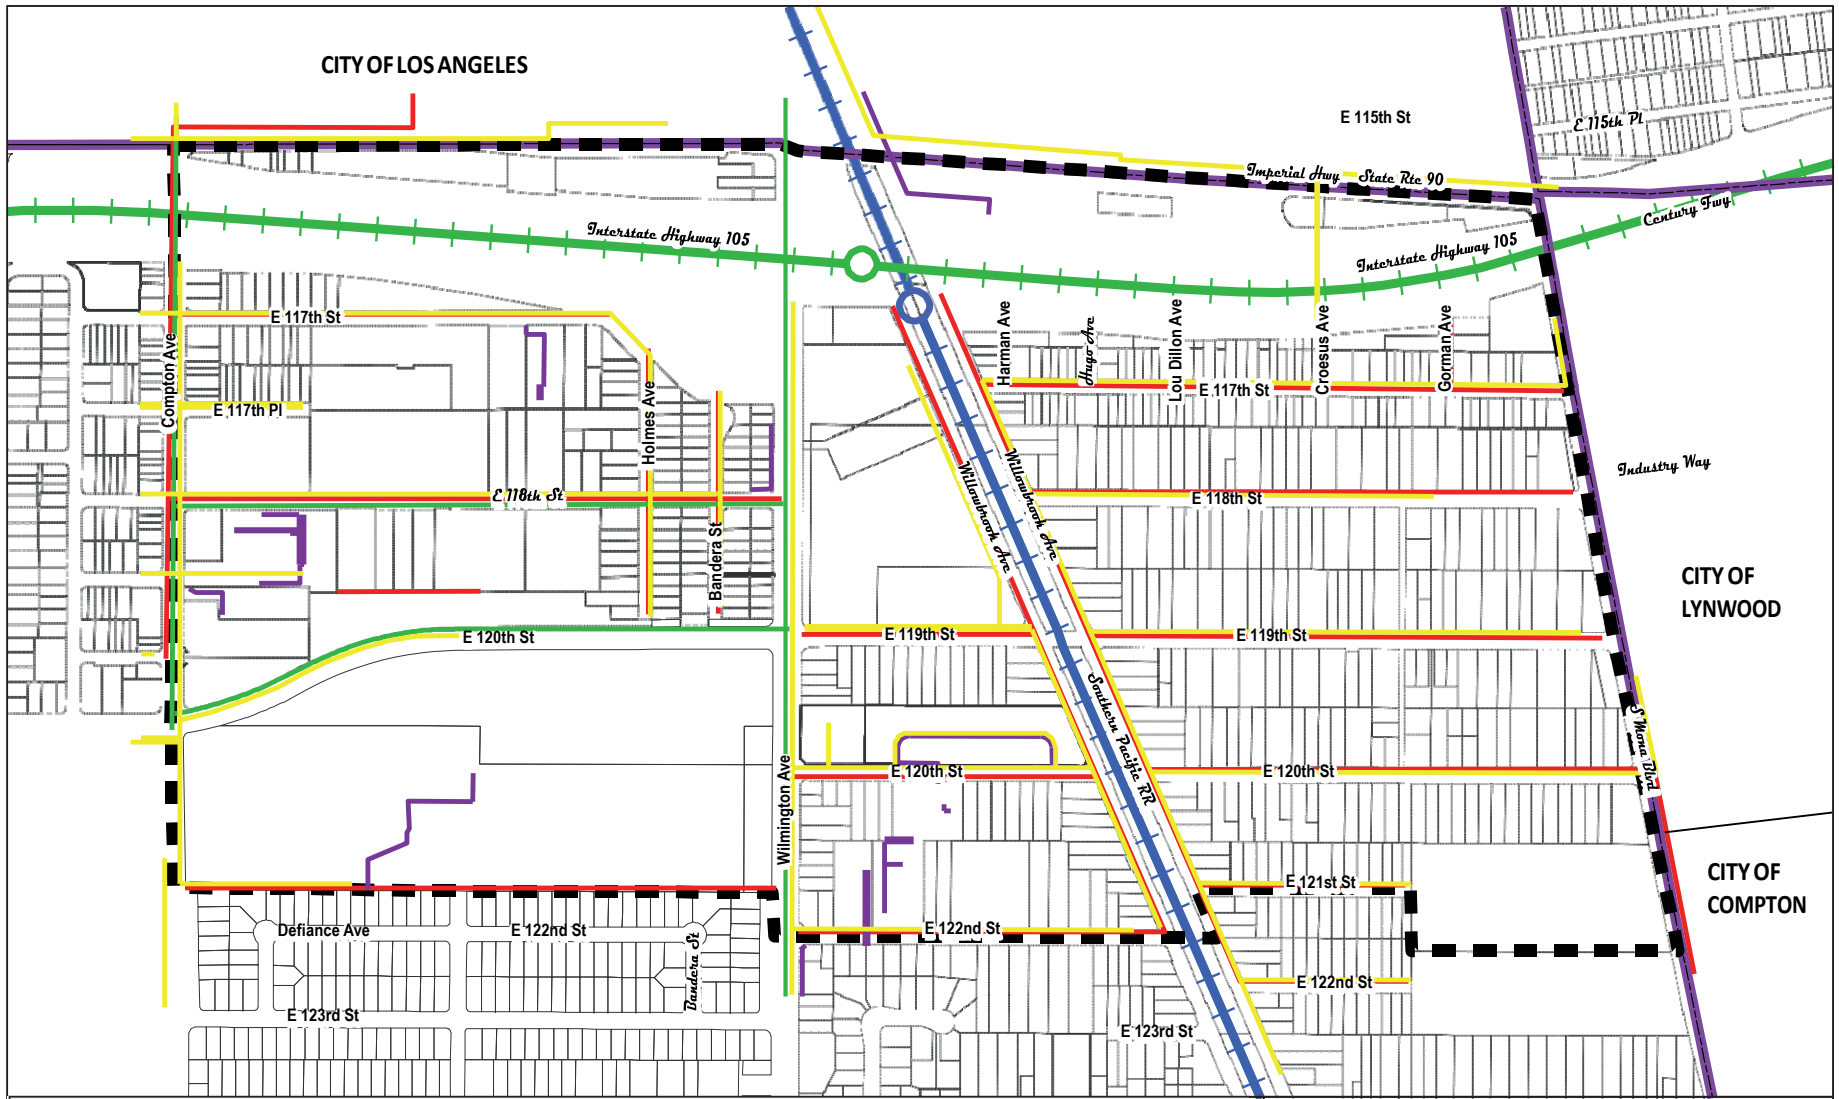 CITY OF LOS ANGELES
E 115th St
E 115th Pl
Imperial Hwy
State Rte 90
Century Fwy
Interstate Highway 105
Interstate Highway 105
E 117th St
Compton Ave
E 117th Pl
Holmes Ave
Harman Ave
Hugo Ave
Lou Dillon Ave
Croesus Ave
Gorman Ave
E 117th St
Industry Way
E 118th St
Willowbrook Ave
Willowbrook Ave
E 118th St
Bandera St
CITY OF
LYNWOOD
E 120th St
E 119th St
E 119th St
Southern Pacific RR
S Mona Blvd
Wilmington Ave
E 120th St
E 120th St
CITY OF
COMPTON
E 121st St
Defiance Ave
E 122nd St
E 122nd St
Bandera St
E 122nd St
E 123rd St
E 123rd St